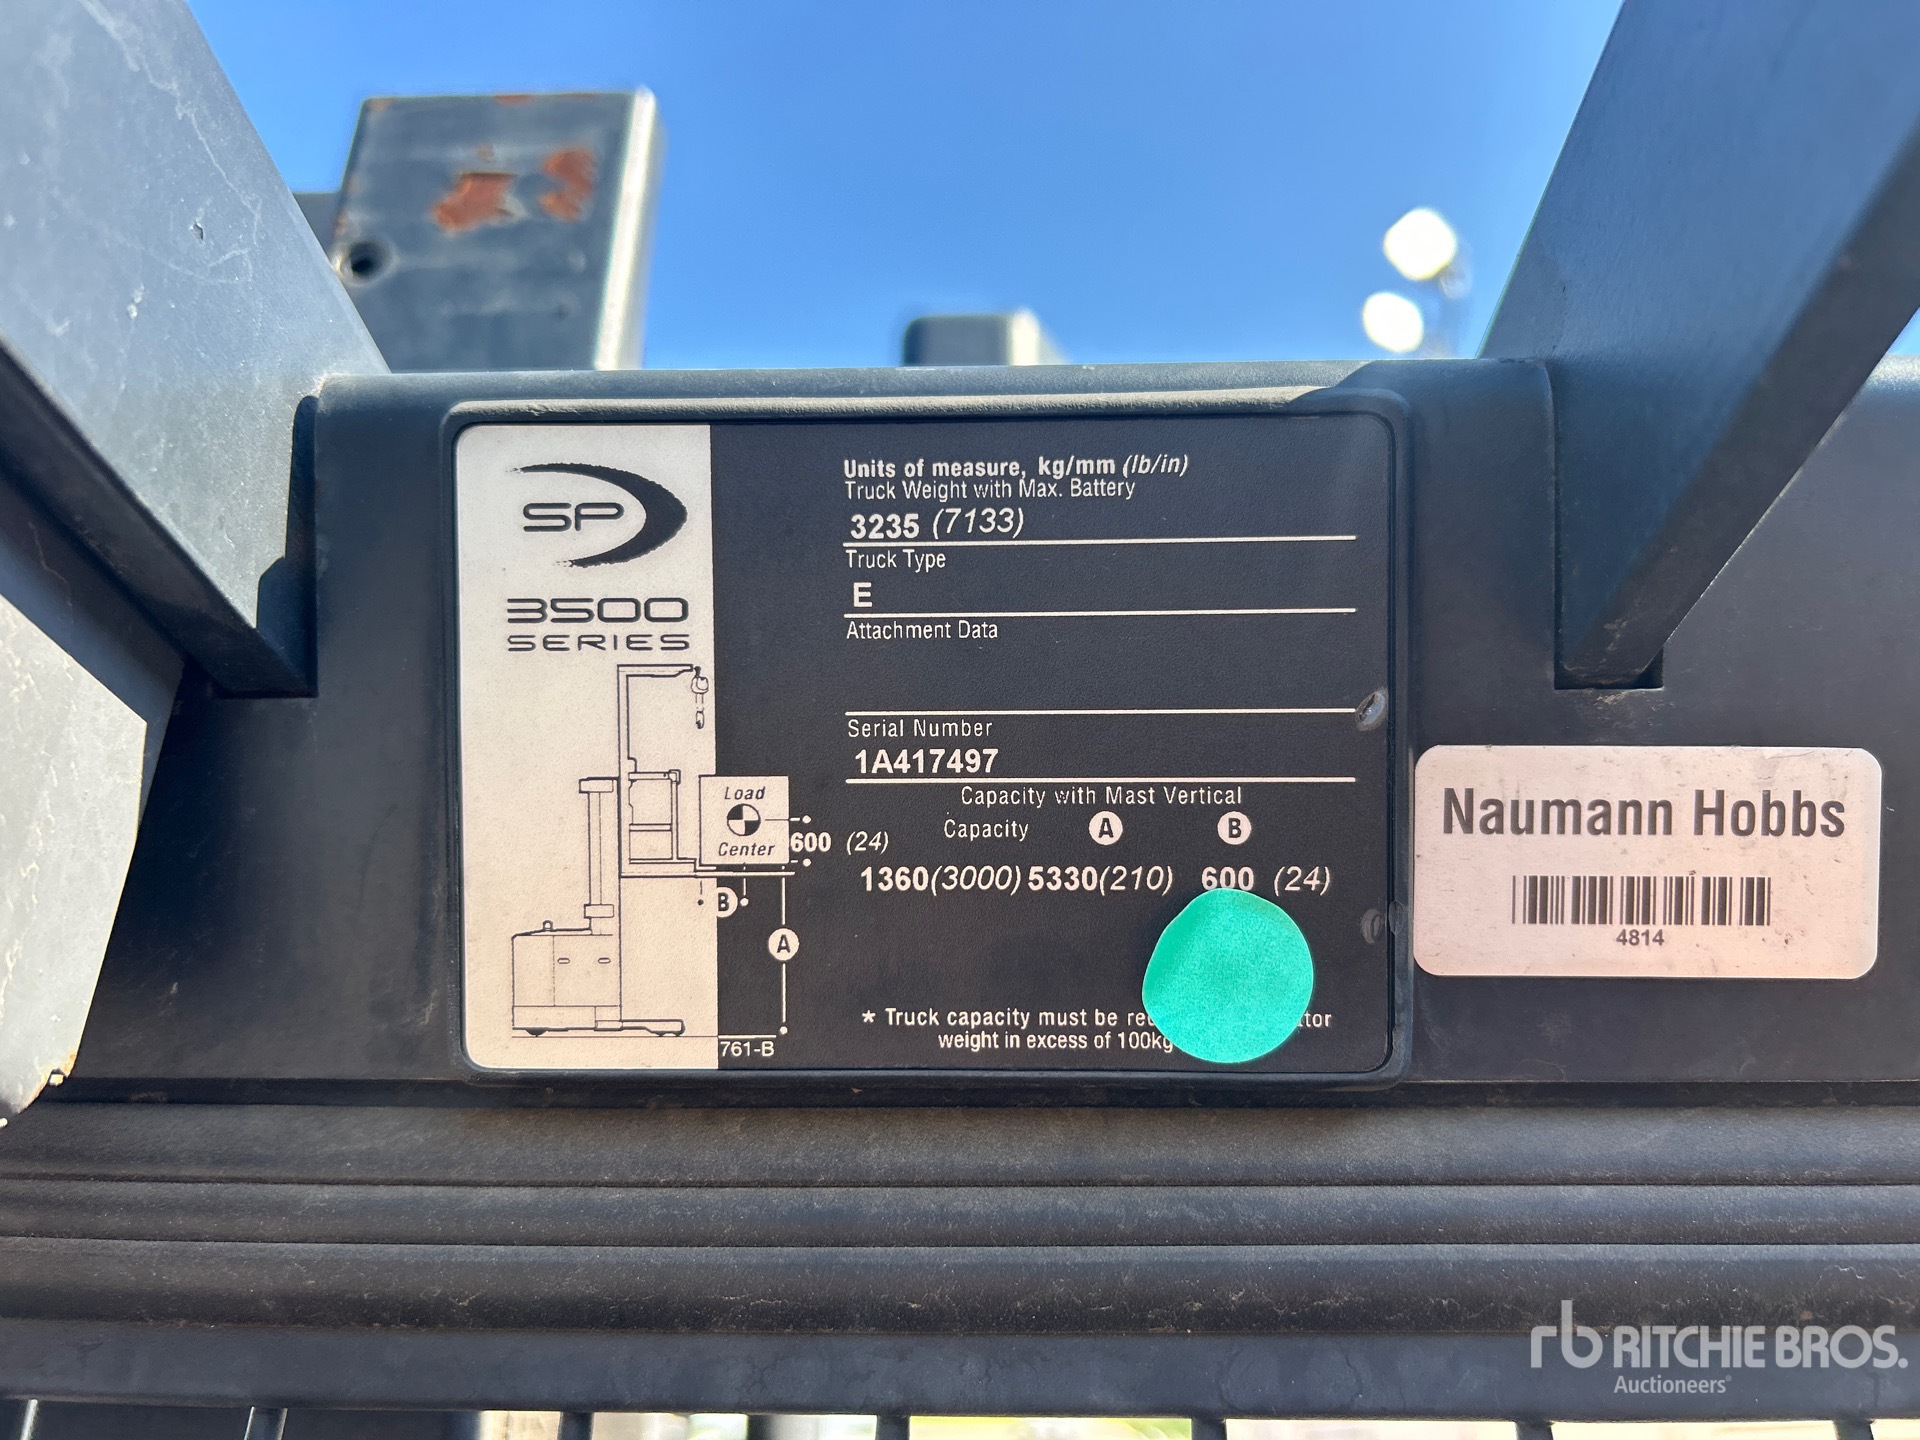 SP
3500
SERIES
Units of measure, kg/mm (lb/in)
Truck Weight with Max. Battery
3235 (7133)
Truck Type
E
Attachment Data
Serial Number
1A417497
Capacity with Mast Vertical
Capacity A B
1360(3000) 5330(210) 600 (24)
Load
Center
600 (24)
B
A
* Truck capacity must be
weight in excess of 100kg
761-B
Naumann Hobbs
4814
rb RITCHIE BROS.
Auctioneers